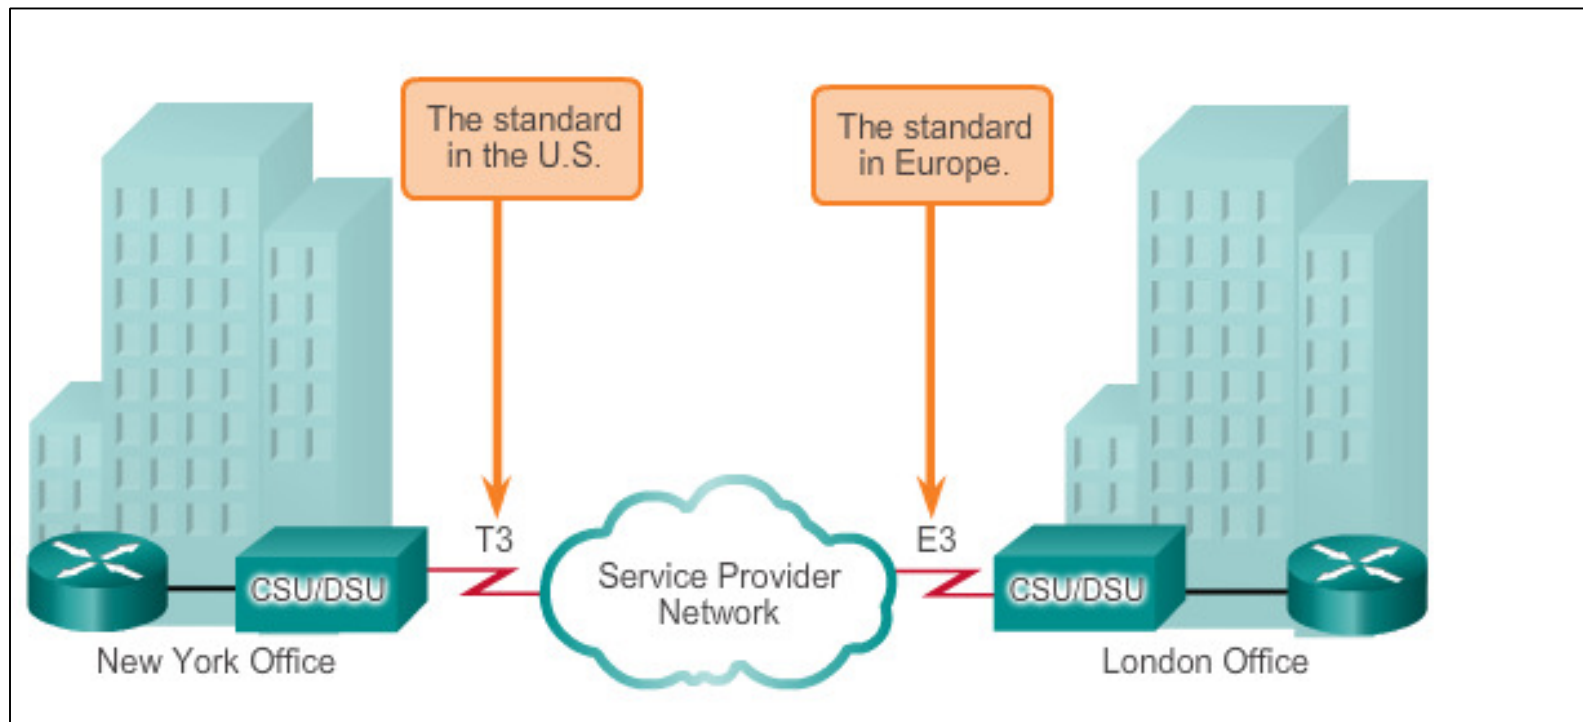 The standard
in the U.S.
The standard
in Europe.
T3
E3
CSU/DSU
Service Provider
Network
CSU/DSU
New York Office
London Office